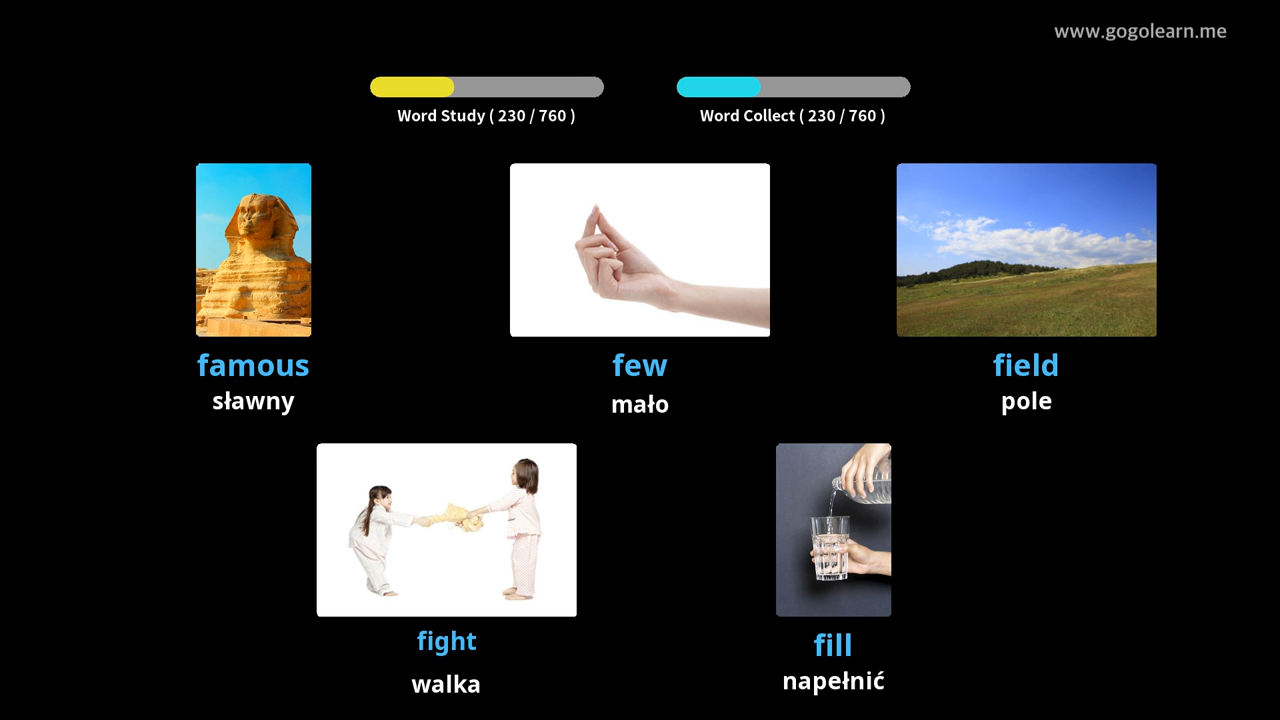 www.gogolearn.me
Word Study ( 230 / 760 )
Word Collect ( 230 / 760 )
famous
sławny
few
mało
field
pole
fight
walka
fill
napełnić